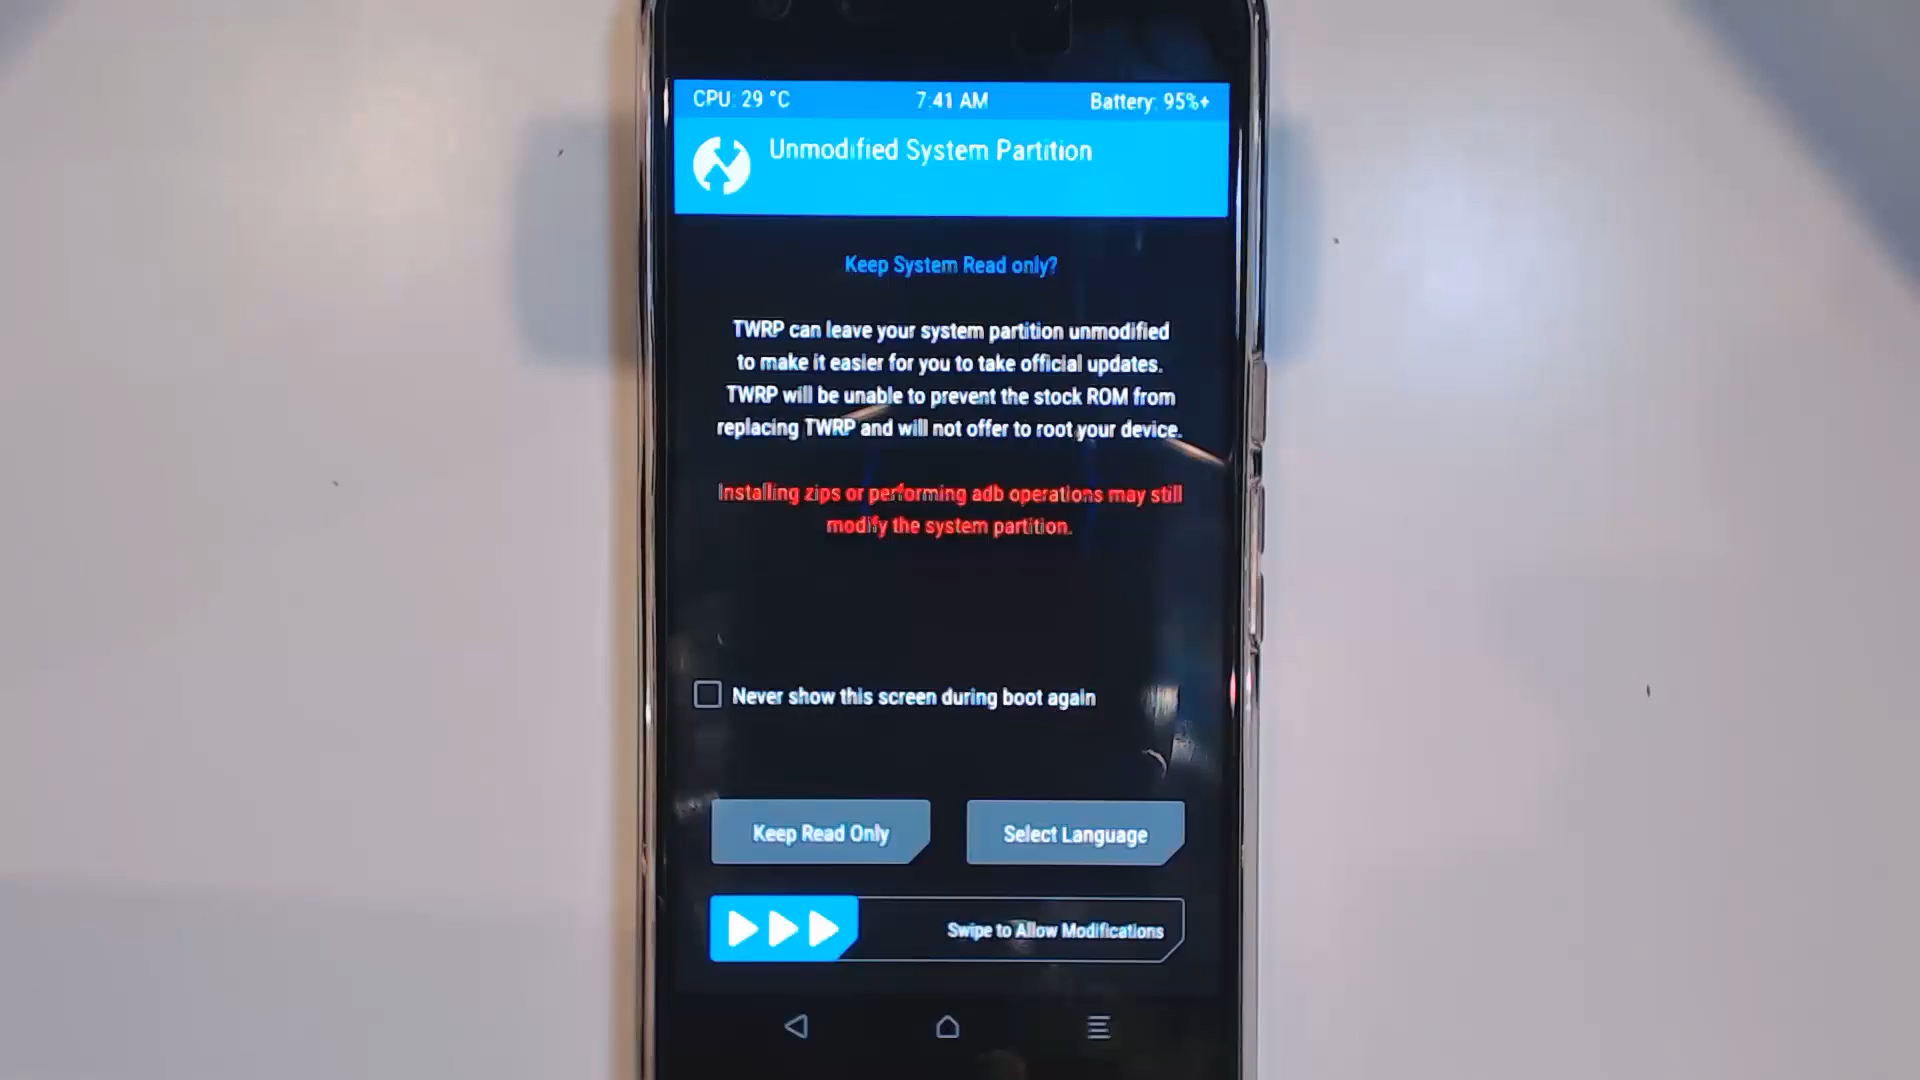 CPU: 29 °C 7:41 AM Battery: 95%+
Unmodified System Partition
Keep System Read only?
TWRP can leave your system partition unmodified
to make it easier for you to take official updates.
TWRP will be unable to prevent the stock ROM from
replacing TWRP and will not offer to root your device.
Installing zips or performing adb operations may still
modify the system partition.
Never show this screen during boot again
Keep Read Only Select Language
Swipe to Allow Modifications